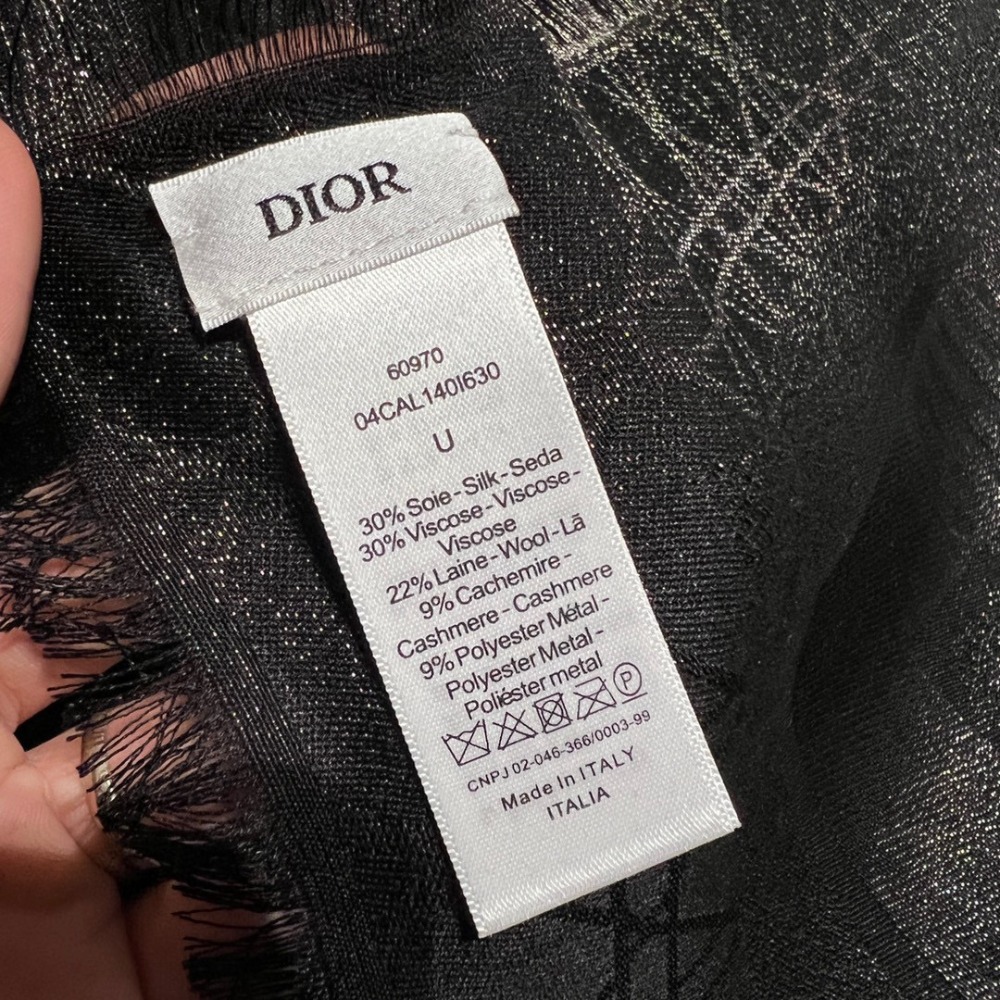 DIOR
60970
04CAL140I630
U
30% Soie - Silk - Seda
30% Viscose - Viscose -
Viscose
22% Laine - Wool - Lã
9% Cachemire -
Cashmere - Cashmere
9% Polyester Métal -
Polyester Metal -
Poliéster metal
P
CNPJ 02-046-366/0003-99
Made In ITALY
ITALIA